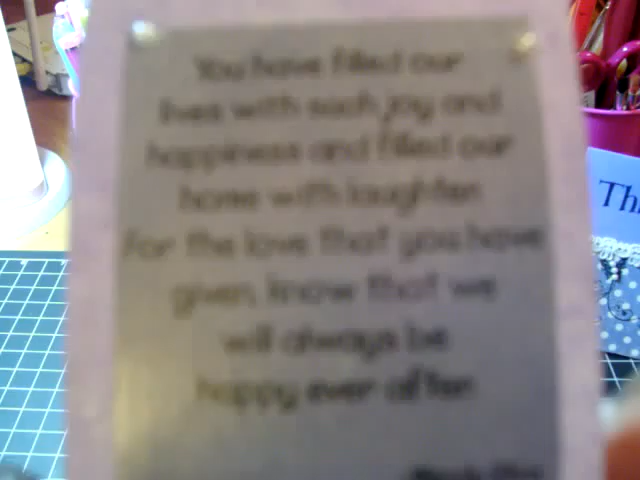 You have filled our
lives with such joy and
happiness and filled our
home with laughter
For the love that you have
given, know that we
will always be
happy ever after
Th